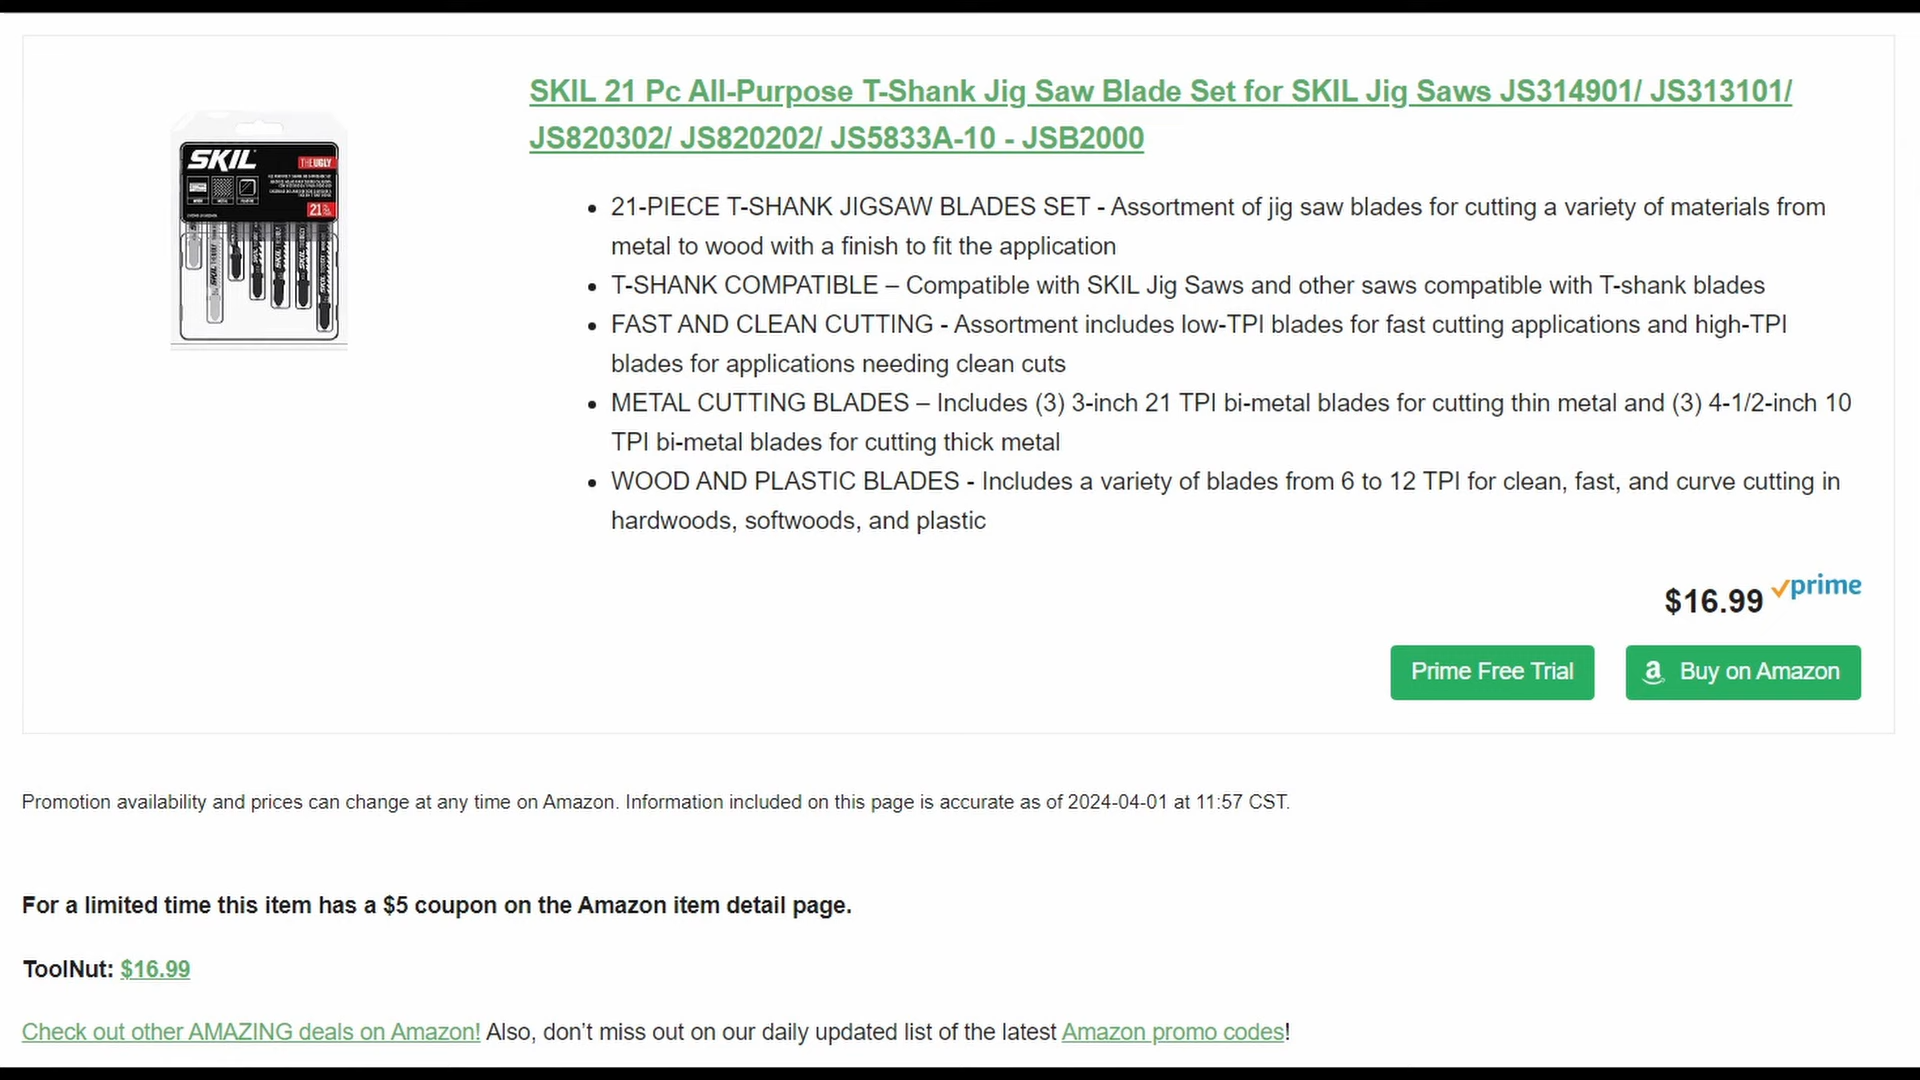 SKIL 21 Pc All-Purpose T-Shank Jig Saw Blade Set for SKIL Jig Saws JS314901/ JS313101/
JS820302/ JS820202/ JS5833A-10 - JSB2000
SKIL
THE UGLY
21
• 21-PIECE T-SHANK JIGSAW BLADES SET - Assortment of jig saw blades for cutting a variety of materials from
metal to wood with a finish to fit the application
• T-SHANK COMPATIBLE – Compatible with SKIL Jig Saws and other saws compatible with T-shank blades
• FAST AND CLEAN CUTTING - Assortment includes low-TPI blades for fast cutting applications and high-TPI
blades for applications needing clean cuts
• METAL CUTTING BLADES – Includes (3) 3-inch 21 TPI bi-metal blades for cutting thin metal and (3) 4-1/2-inch 10
TPI bi-metal blades for cutting thick metal
• WOOD AND PLASTIC BLADES - Includes a variety of blades from 6 to 12 TPI for clean, fast, and curve cutting in
hardwoods, softwoods, and plastic
$16.99 prime
Prime Free Trial
Buy on Amazon
Promotion availability and prices can change at any time on Amazon. Information included on this page is accurate as of 2024-04-01 at 11:57 CST.
For a limited time this item has a $5 coupon on the Amazon item detail page.
ToolNut: $16.99
Check out other AMAZING deals on Amazon! Also, don’t miss out on our daily updated list of the latest Amazon promo codes!